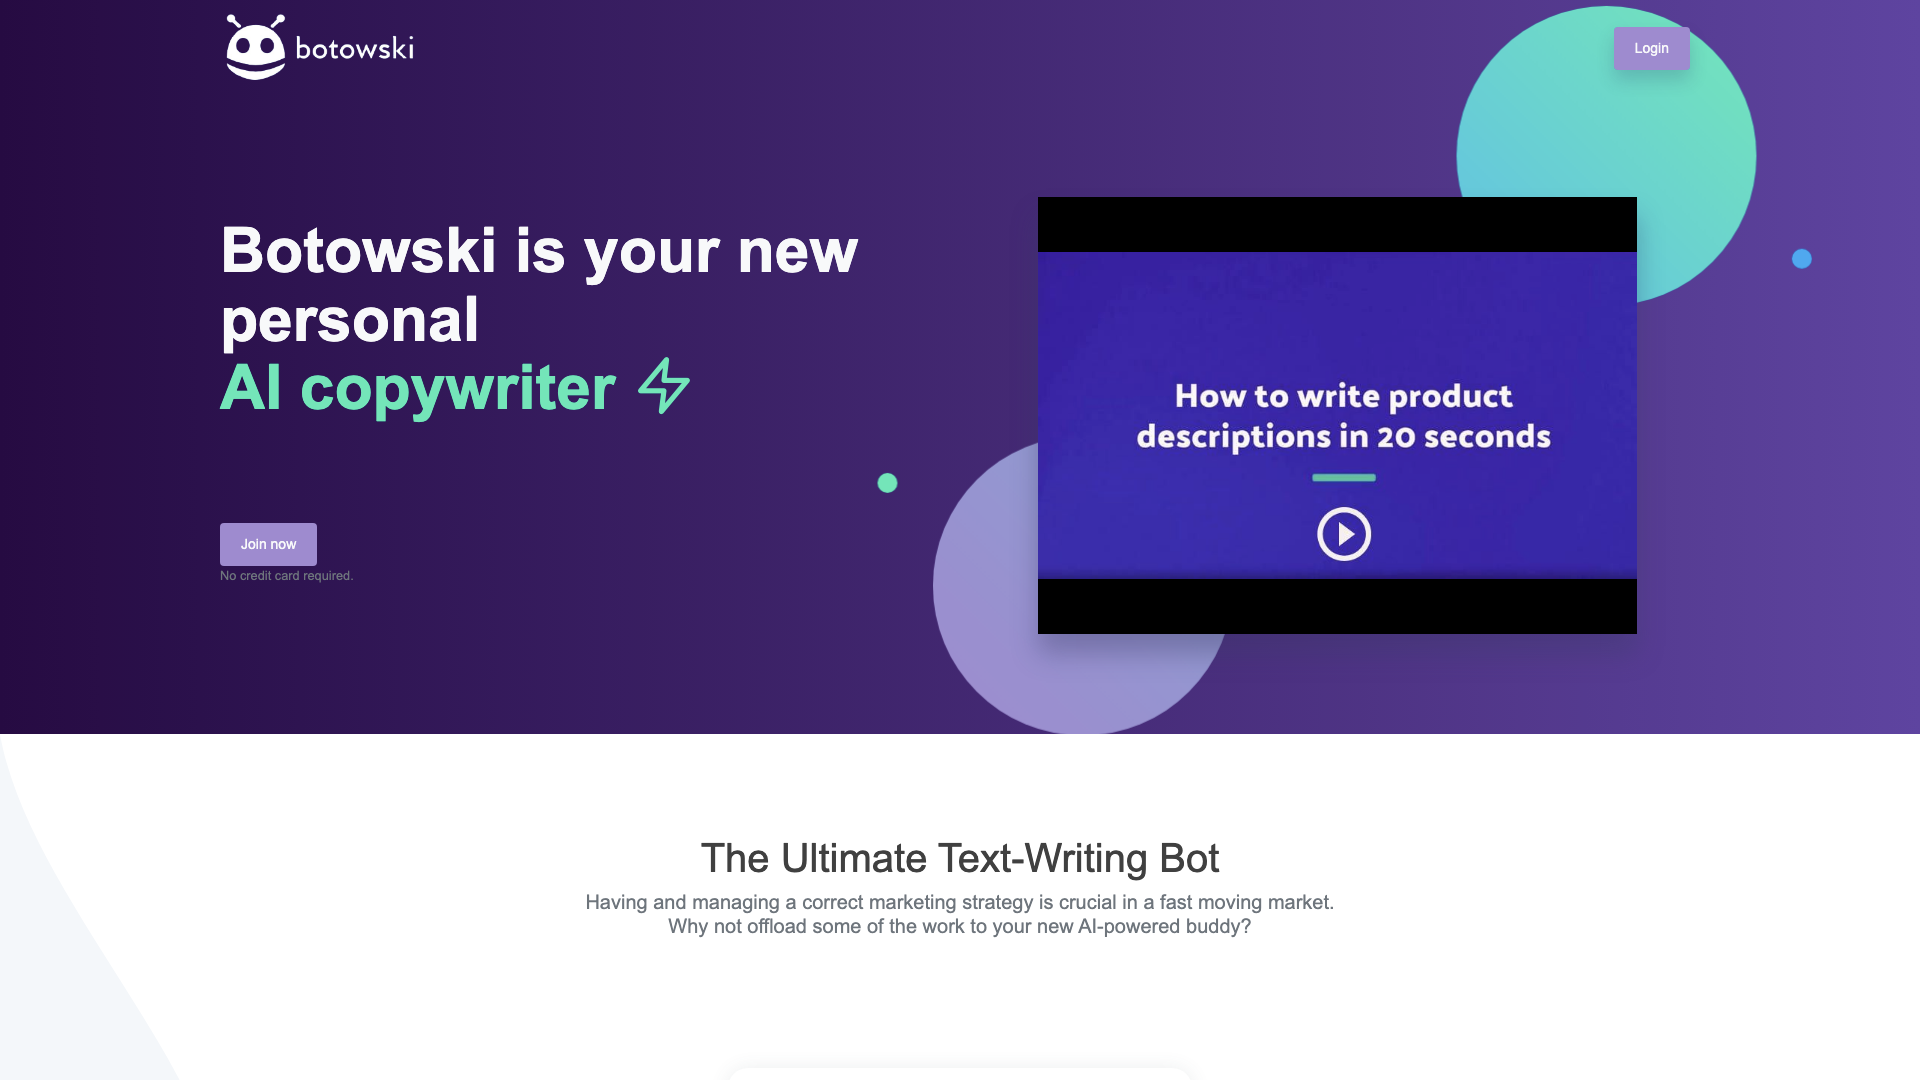 botowski
Login
Botowski is your new
personal
AI copywriter
How to write product
descriptions in 20 seconds
Join now
No credit card required.
The Ultimate Text-Writing Bot
Having and managing a correct marketing strategy is crucial in a fast moving market.
Why not offload some of the work to your new AI-powered buddy?